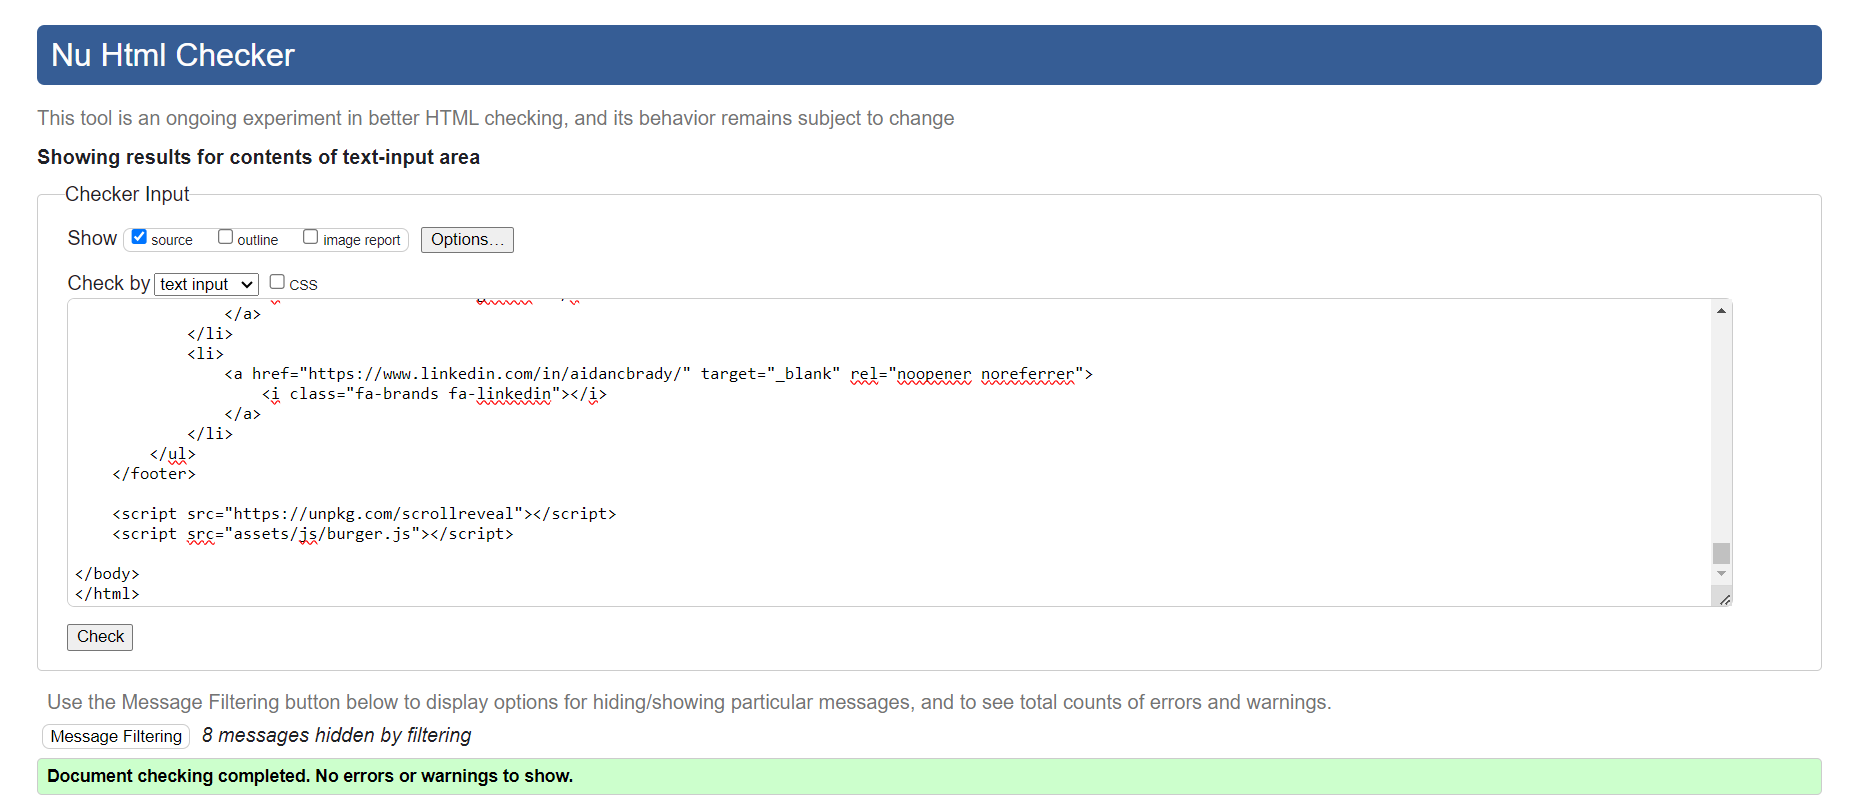 Nu Html Checker
This tool is an ongoing experiment in better HTML checking, and its behavior remains subject to change
Showing results for contents of text-input area
Checker Input
Show source outline image report Options...
Check by text input CSS
</a>
</li>
<li>
<a href="https://www.linkedin.com/in/aidancbrady/" target="_blank" rel="noopener noreferrer">
<i class="fa-brands fa-linkedin"></i>
</a>
</li>
</ul>
</footer>
<script src="https://unpkg.com/scrollreveal"></script>
<script src="assets/js/burger.js"></script>
</body>
</html>
Check
Use the Message Filtering button below to display options for hiding/showing particular messages, and to see total counts of errors and warnings.
Message Filtering 8 messages hidden by filtering
Document checking completed. No errors or warnings to show.